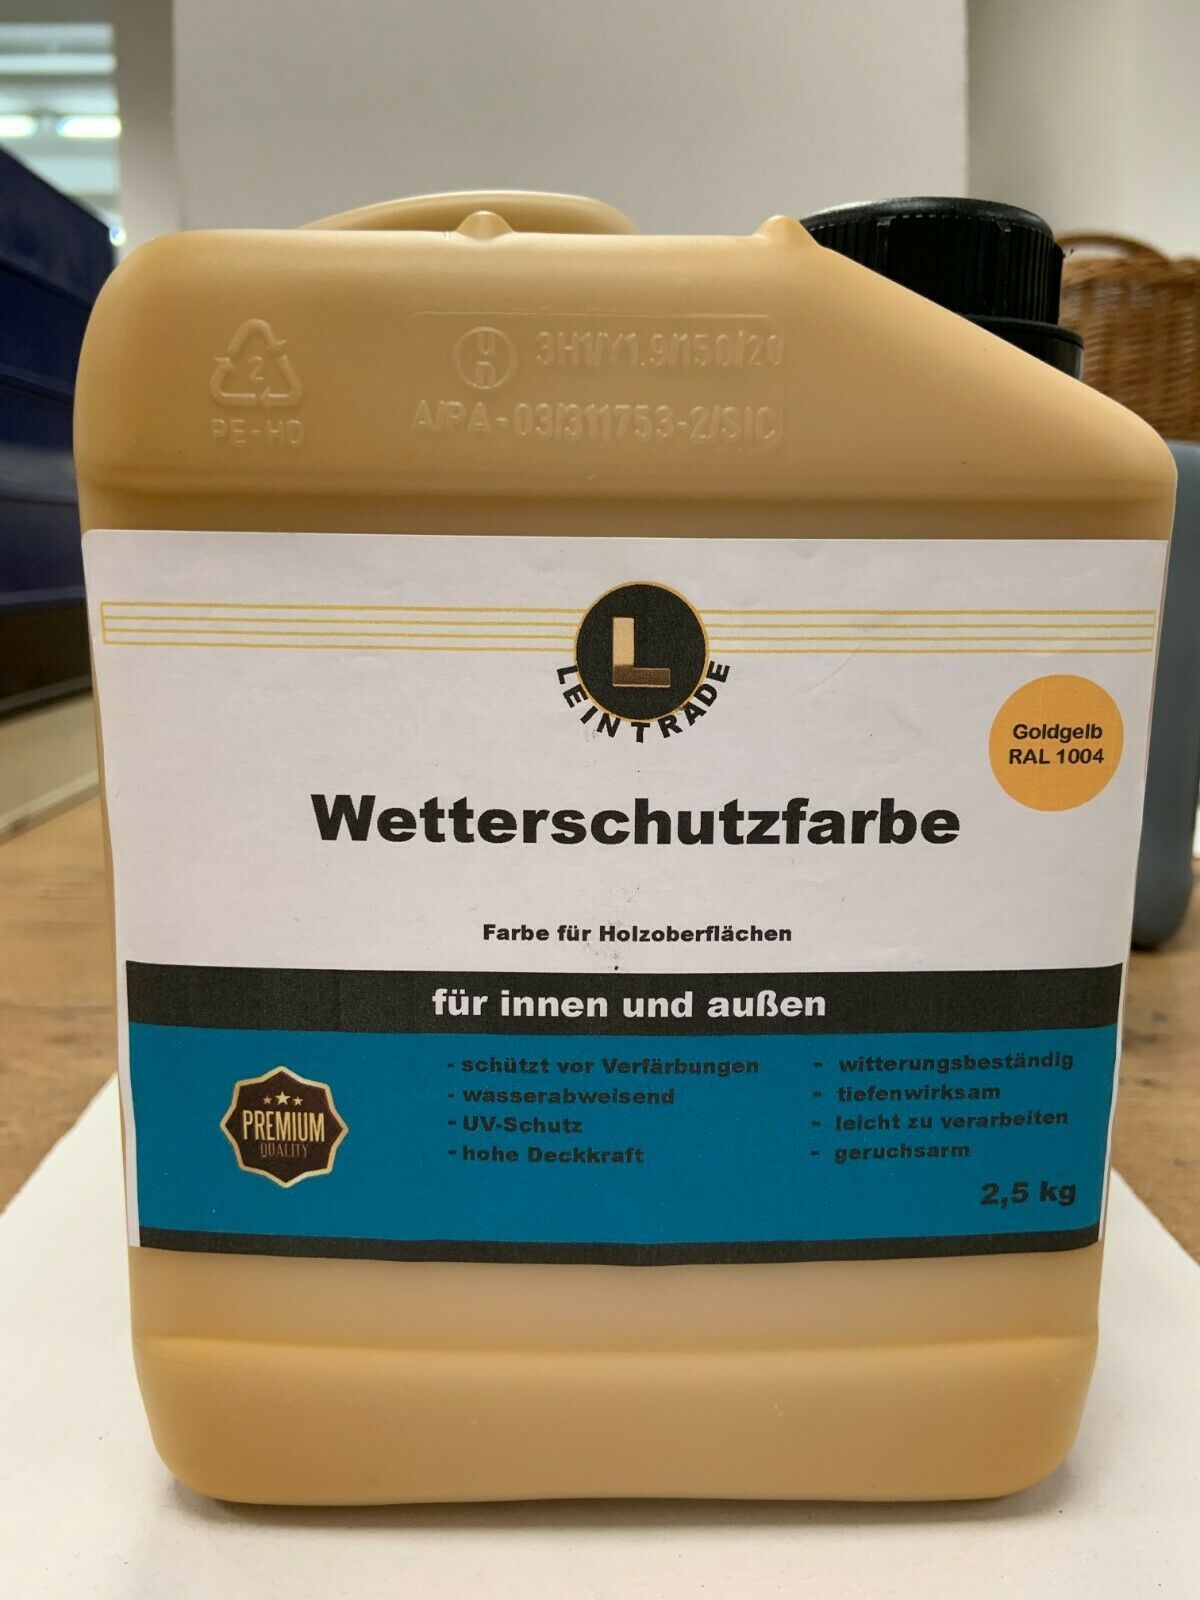 2
PE-HD
un 3H1/Y1.9/150/20
A/PA-03/311753-2/SIC
L
LEINTRADE
Goldgelb
RAL 1004
Wetterschutzfarbe
Farbe für Holzoberflächen
für innen und außen
- schützt vor Verfärbungen
- wasserabweisend
- UV-Schutz
- hohe Deckkraft
- witterungsbeständig
- tiefenwirksam
- leicht zu verarbeiten
- geruchsarm
PREMIUM
QUALITY
2,5 kg